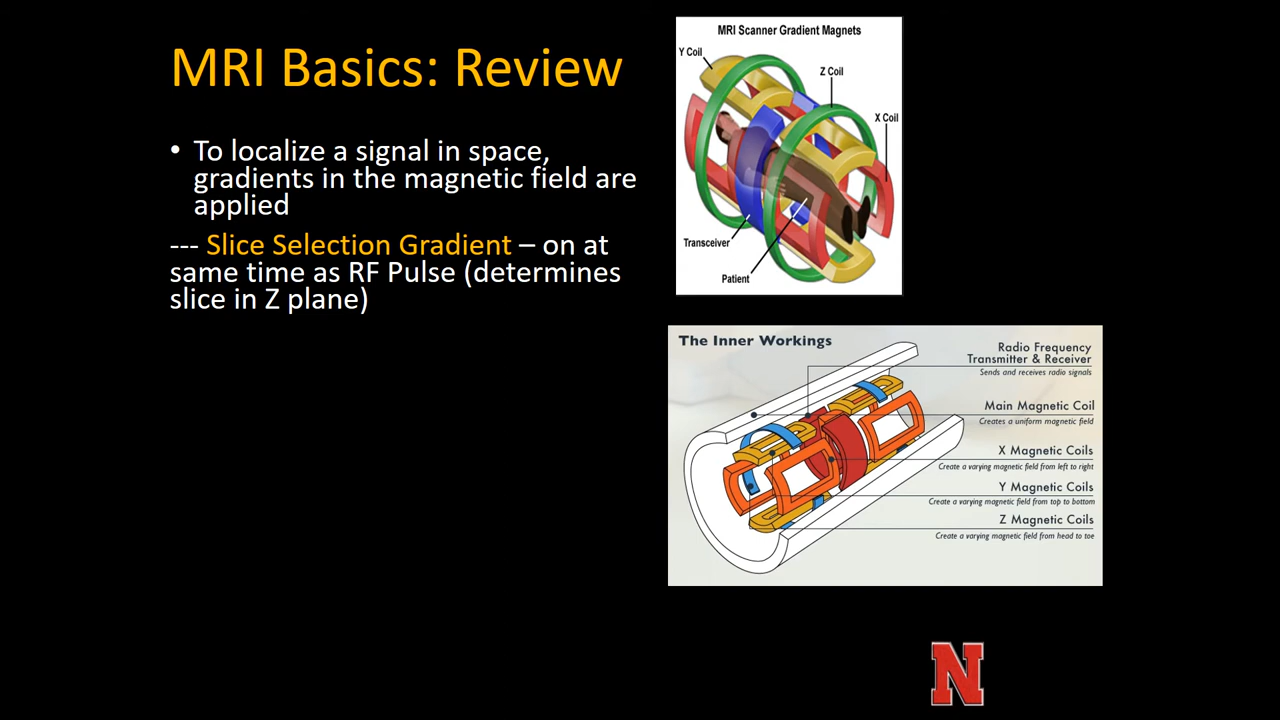 MRI Basics: Review
• To localize a signal in space,
gradients in the magnetic field are
applied
--- Slice Selection Gradient – on at
same time as RF Pulse (determines
slice in Z plane)
MRI Scanner Gradient Magnets
Y Coil
Z Coil
X Coil
Transceiver
Patient
The Inner Workings
Radio Frequency
Transmitter & Receiver
Sends and receives radio signals
Main Magnetic Coil
Creates a uniform magnetic field
X Magnetic Coils
Create a varying magnetic field from left to right
Y Magnetic Coils
Create a varying magnetic field from top to bottom
Z Magnetic Coils
Create a varying magnetic field from head to toe
N